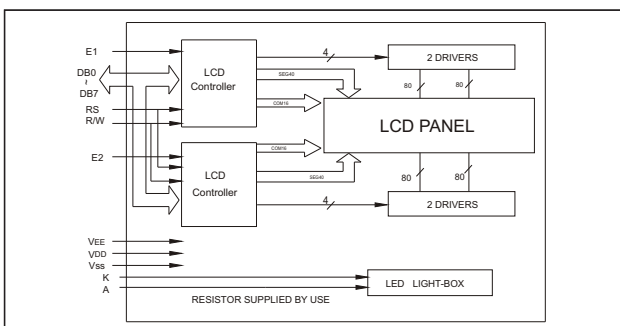 E1
DB0
~
DB7
RS
R/W
E2
VEE
VDD
Vss
K
A
LCD
Controller
LCD
Controller
4
SEG40
COM16
COM16
SEG40
4
2 DRIVERS
80
80
LCD PANEL
80
80
2 DRIVERS
LED LIGHT-BOX
RESISTOR SUPPLIED BY USE